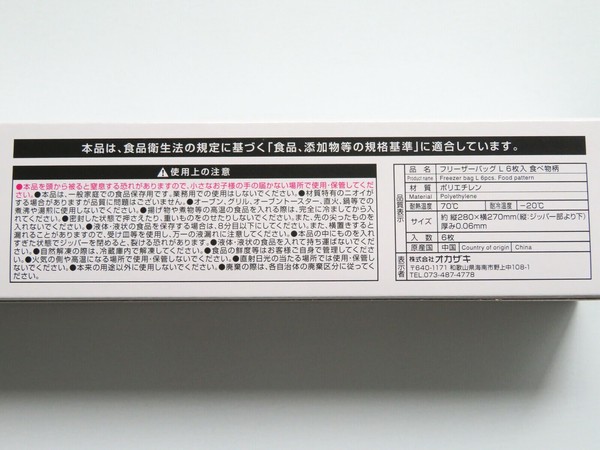 本品は、食品衛生法の規定に基づく「食品、添加物等の規格基準」に適合しています。
⚠使用上の注意
●本品を頭から被ると窒息する恐れがありますので、小さなお子様の手の届かない場所で使用・保管してくだ
さい。●本品は、一般家庭での食品保存用です。業務用での使用はしないでください。●材質特有のニオイが
する場合がありますが品質に問題はございません。●オーブン、グリル、オーブントースター、直火、鍋等での
煮沸や湯煎に使用しないでください。●揚げ物や煮物等の高温の食品を入れる際は、完全に冷ましてから入
れてください。●密封した状態で押さえたり、重いものをのせたりしないでください。また、先の尖ったものを
入れないでください。●液体・液状の食品を保存する場合は、8分目以下にしてください。また、横置きすると
漏れることがありますので、受け皿等を使用し、万一の液漏れに注意してください。●本品の中にものを入れ
すぎた状態でジッパーを閉めると、裂ける恐れがあります。●液体・液状の食品を入れて持ち運ばないでくださ
い。●自然解凍の際は、冷蔵庫内で解凍してください。●食品の鮮度等はお客様ご自身で管理してください。
●火気の側や高温になる場所で使用・保管しないでください。●直射日光の当たる場所では使用・保管しな
いでください。●本来の用途以外に使用しないでください。●廃棄の際は、各自治体の廃棄区分に従ってく
ださい。
品質表示
品 名 フリーザーバッグ L 6枚入 食べ物柄
Product name Freezer bag L 6pcs. Food pattern
材 質 ポリエチレン
Material Polyethylene
耐熱温度 70℃ 耐冷温度 －20℃
サイズ 約 縦280×横270mm(縦:ジッパー部より下)
厚み0.06mm
入 数 6枚
原産国 中国 Country of origin China
表示者
株式会社オカザキ
〒640-1171 和歌山県海南市野上中108-1
TEL.073-487-4778